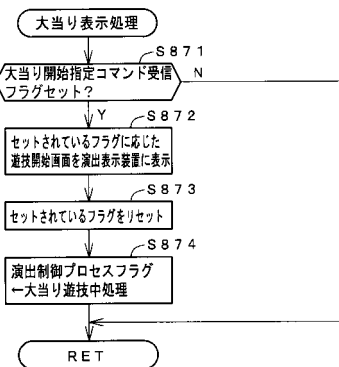 大当り表示処理
S871
大当り開始指定コマンド受信
フラグセット？
N
Y
S872
セットされているフラグに応じた
遊技開始画面を演出表示装置に表示
S873
セットされているフラグをリセット
S874
演出制御プロセスフラグ
←大当り遊技中処理
RET